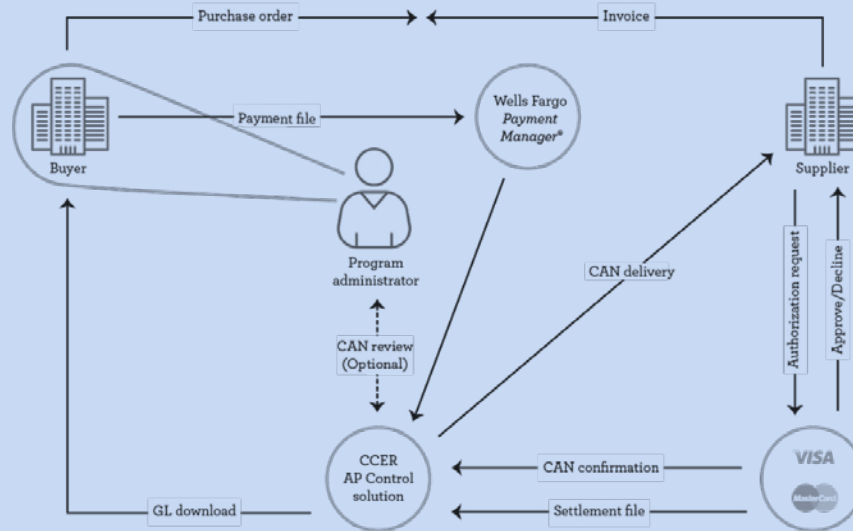 Purchase order
Invoice
Payment file
Wells Fargo
Payment
Manager®
Buyer
Supplier
Program
administrator
CAN delivery
Authorization request
Approve/Decline
CAN review
(Optional)
CCER
AP Control
solution
CAN confirmation
VISA
MasterCard
GL download
Settlement file